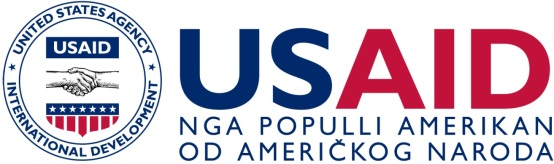 UNITED STATES AGENCY
USAID
INTERNATIONAL DEVELOPMENT
USAID
NGA POPULLI AMERIKAN
OD AMERIČKOG NARODA